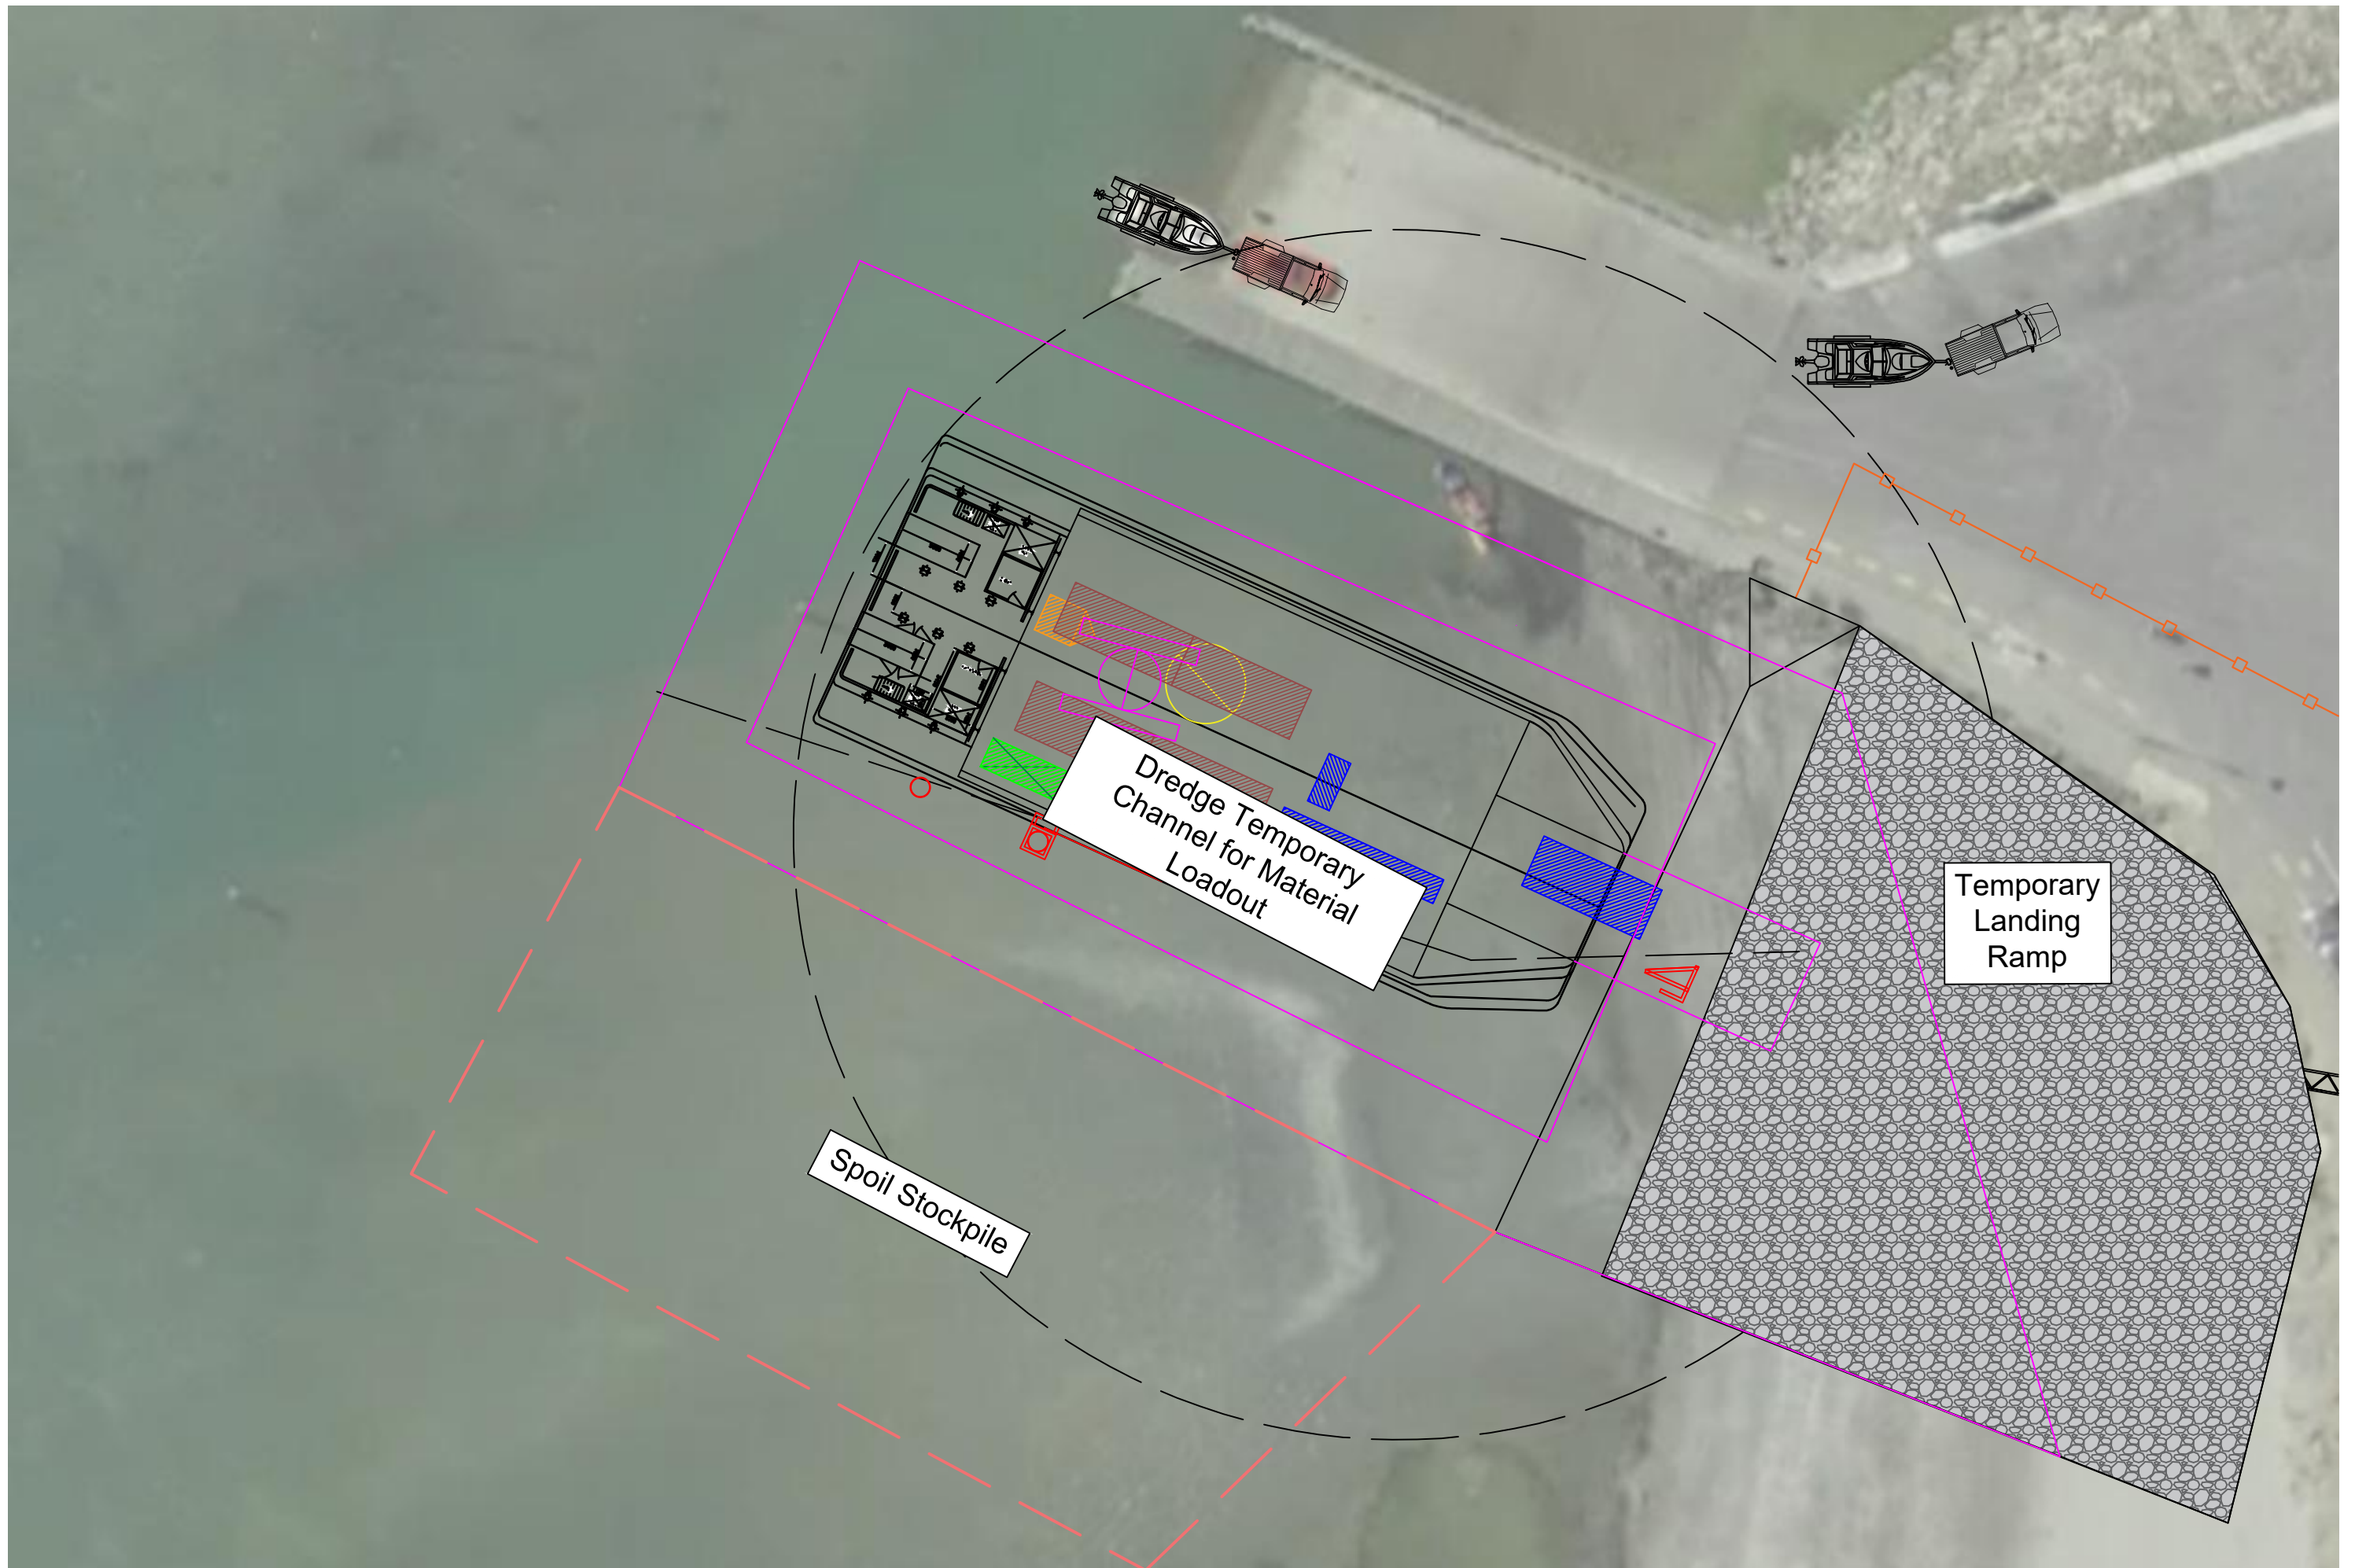 Dredge Temporary
Channel for Material
Loadout
Temporary
Landing
Ramp
Spoil Stockpile